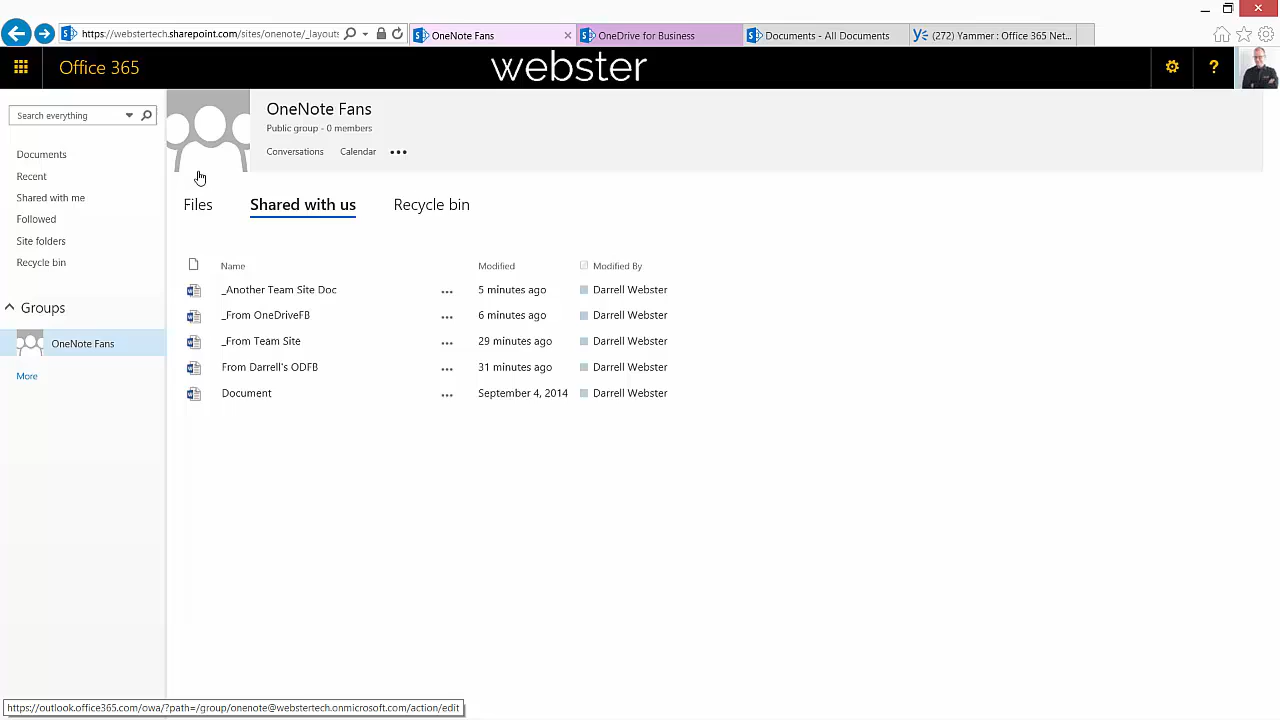 https://webstertech.sharepoint.com/sites/onenote/_layouts
OneNote Fans
OneDrive for Business
Documents - All Documents
(272) Yammer : Office 365 Net...
Office 365
webster
?
Search everything
Documents
Recent
Shared with me
Followed
Site folders
Recycle bin
Groups
OneNote Fans
More
OneNote Fans
Public group - 0 members
Conversations Calendar •••
Files Shared with us Recycle bin
Name Modified Modified By
_Another Team Site Doc ••• 5 minutes ago Darrell Webster
_From OneDriveFB ••• 6 minutes ago Darrell Webster
_From Team Site ••• 29 minutes ago Darrell Webster
From Darrell's ODFB ••• 31 minutes ago Darrell Webster
Document ••• September 4, 2014 Darrell Webster
https://outlook.office365.com/owa/?path=/group/onenote@webstertech.onmicrosoft.com/action/edit